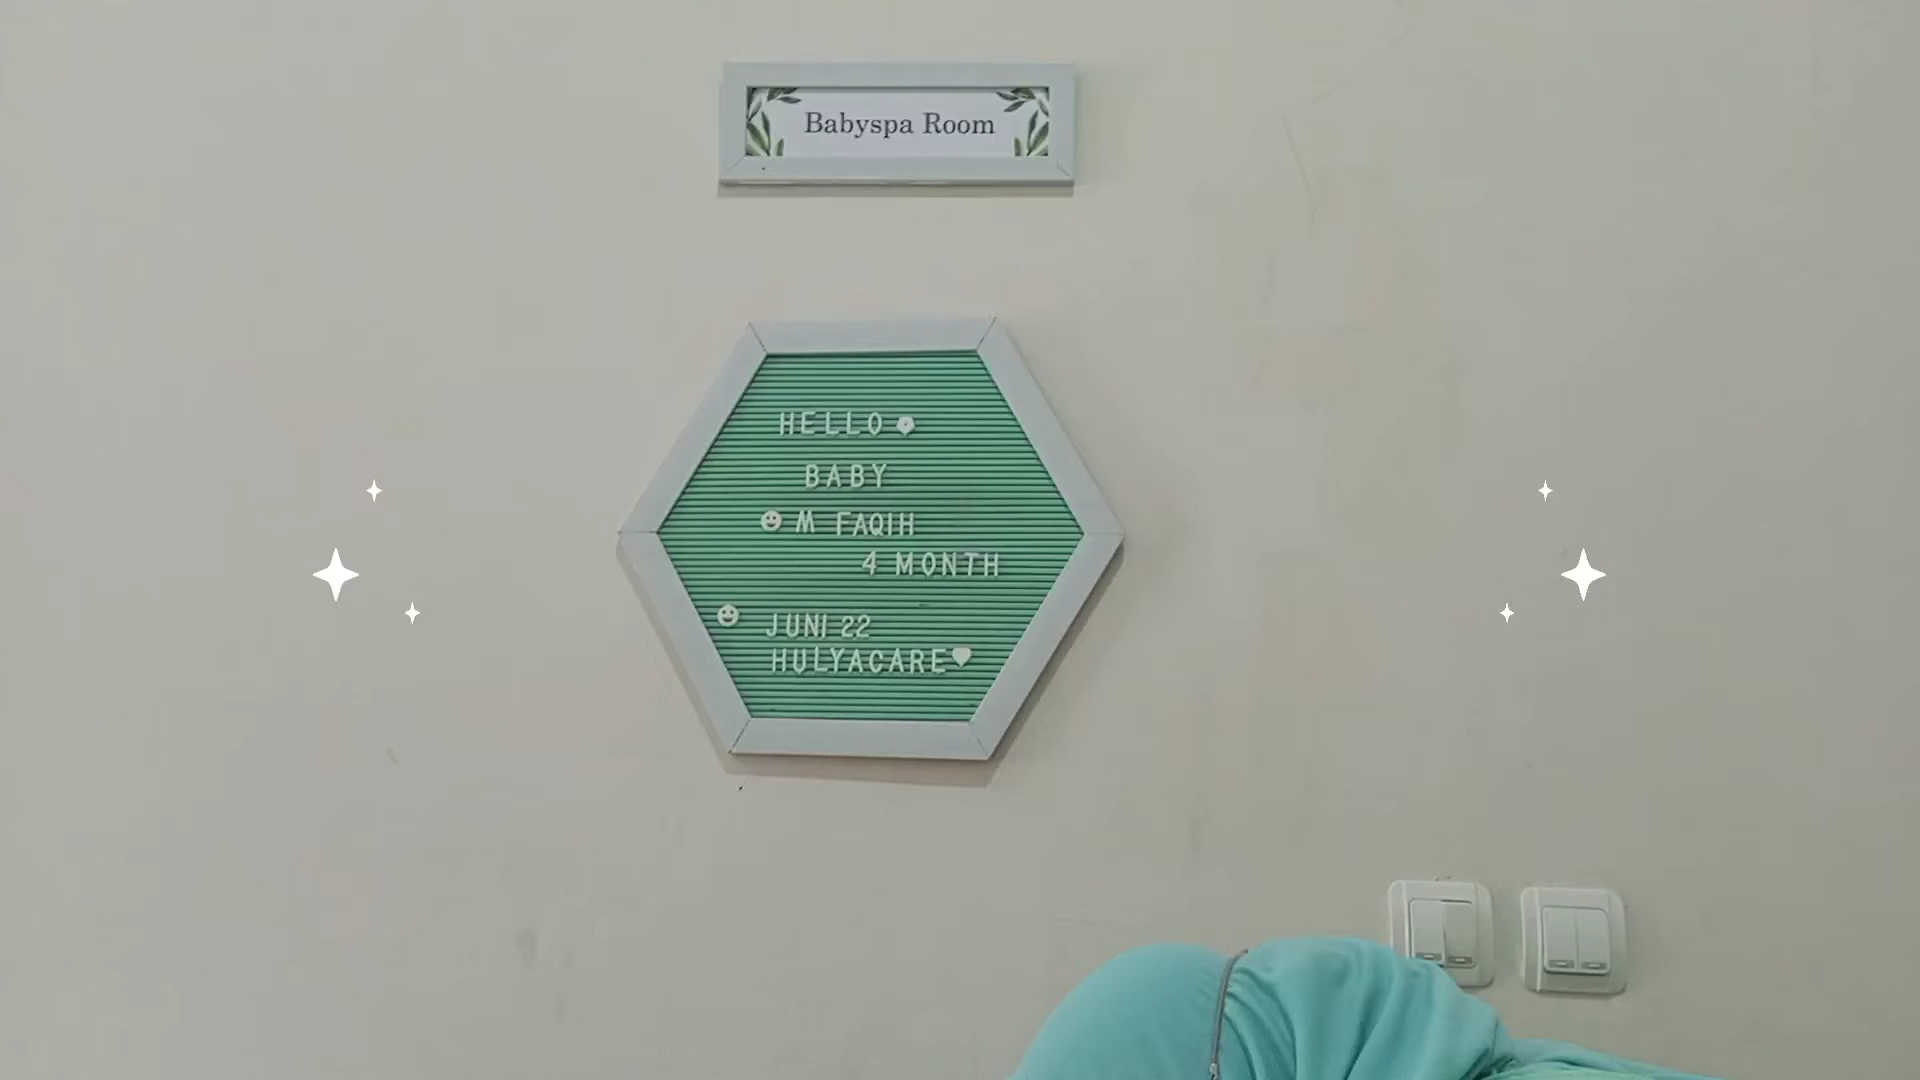 Babyspa Room
HELLO
BABY
M FAQIH
4 MONTH
JUNI 22
HULYACARE